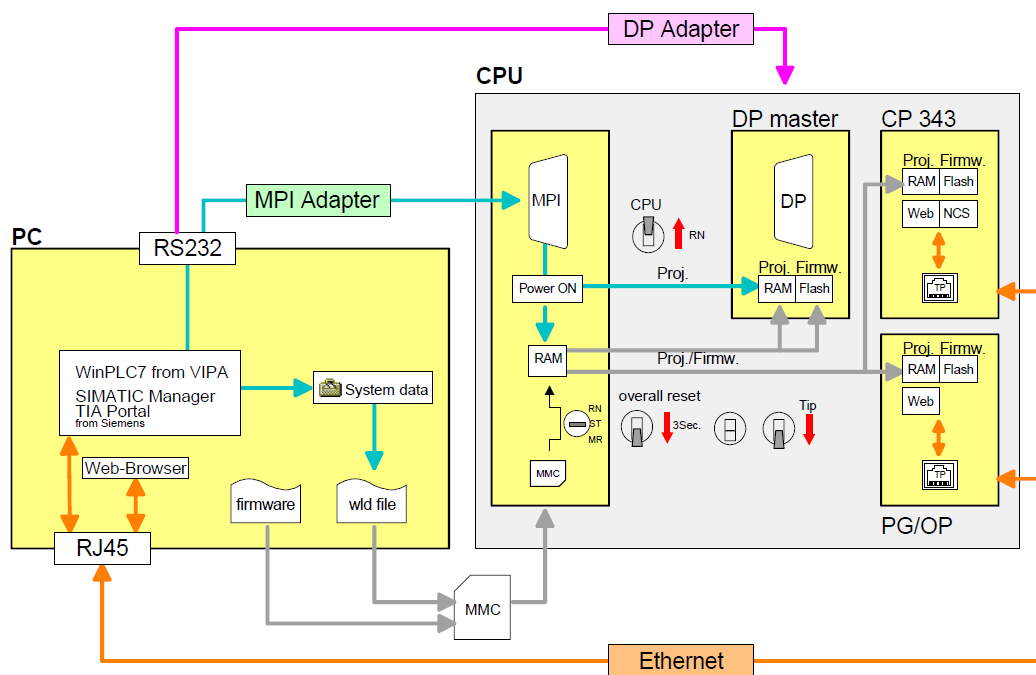 DP Adapter
CPU
DP master
CP 343
Proj. Firmw.
RAM Flash
Web NCS
TP
MPI
DP
CPU
RN
MPI Adapter
PC
RS232
Power ON
Proj.
Proj. Firmw.
RAM Flash
RAM
Proj./Firmw.
Proj. Firmw.
RAM Flash
Web
TP
PG/OP
WinPLC7 from VIPA
SIMATIC Manager
TIA Portal
from Siemens
System data
overall reset
3Sec.
Tip
RN
ST
MR
MMC
Web-Browser
firmware
wld file
RJ45
MMC
Ethernet